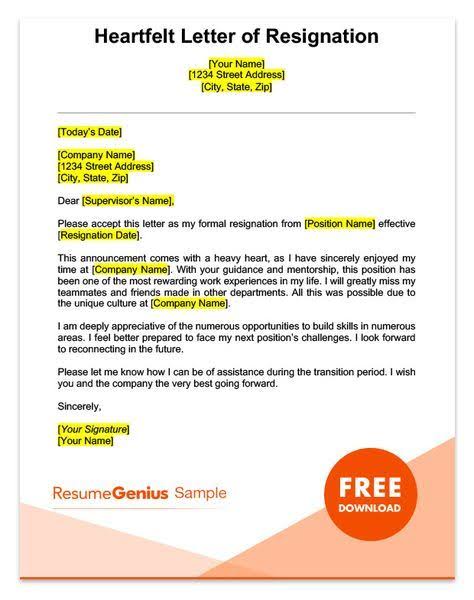 Heartfelt Letter of Resignation
[Your Name]
[1234 Street Address]
[City, State, Zip]
[Today's Date]
[Company Name]
[1234 Street Address]
[City, State, Zip]
Dear [Supervisor's Name],
Please accept this letter as my formal resignation from [Position Name] effective
[Resignation Date].
This announcement comes with a heavy heart, as I have sincerely enjoyed my
time at [Company Name]. With your guidance and mentorship, this position has
been one of the most rewarding work experiences in my life. I will greatly miss my
teammates and friends made in other departments. All this was possible due to
the unique culture at [Company Name].
I am deeply appreciative of the numerous opportunities to build skills in numerous
areas. I feel better prepared to face my next position's challenges. I look forward
to reconnecting in the future.
Please let me know how I can be of assistance during the transition period. I wish
you and the company the very best going forward.
Sincerely,
[Your Signature]
[Your Name]
ResumeGenius Sample
FREE
DOWNLOAD